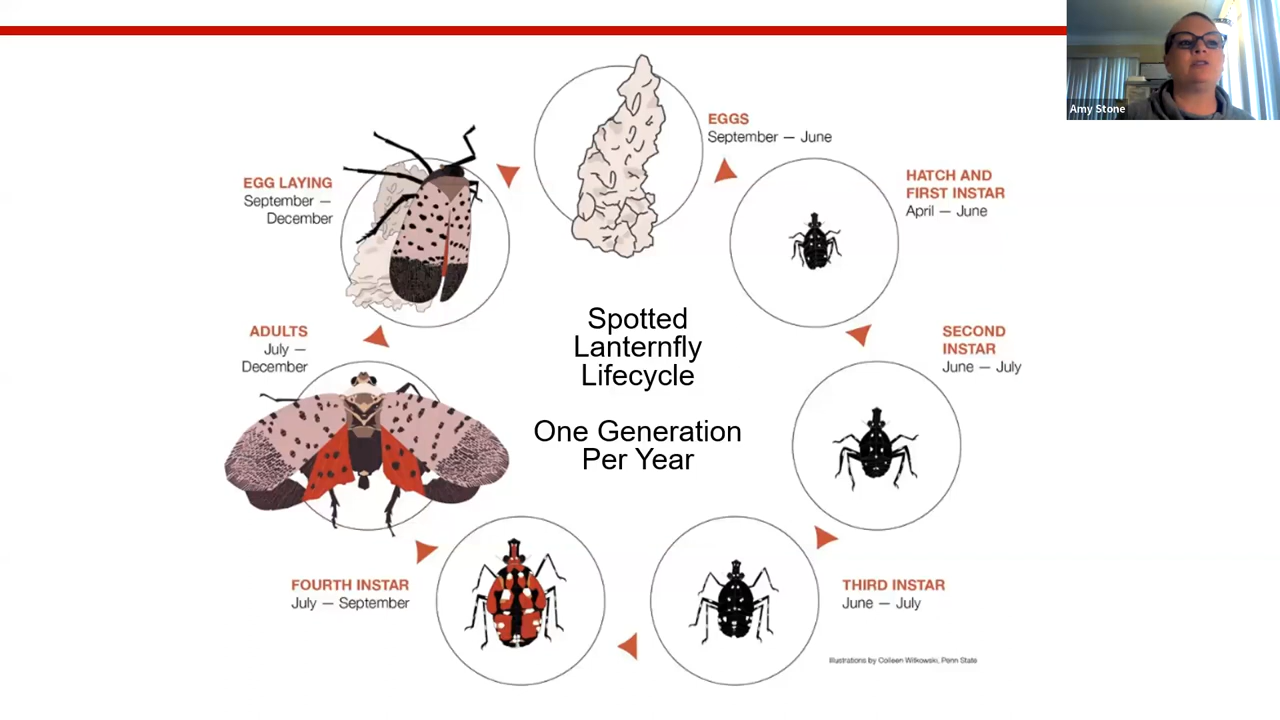 Amy Stone
EGGS
September — June
HATCH AND
FIRST INSTAR
April — June
SECOND
INSTAR
June — July
THIRD INSTAR
June — July
FOURTH INSTAR
July — September
ADULTS
July —
December
EGG LAYING
September —
December
Spotted
Lanternfly
Lifecycle
One Generation
Per Year
Illustrations by Colleen Witkowski, Penn State